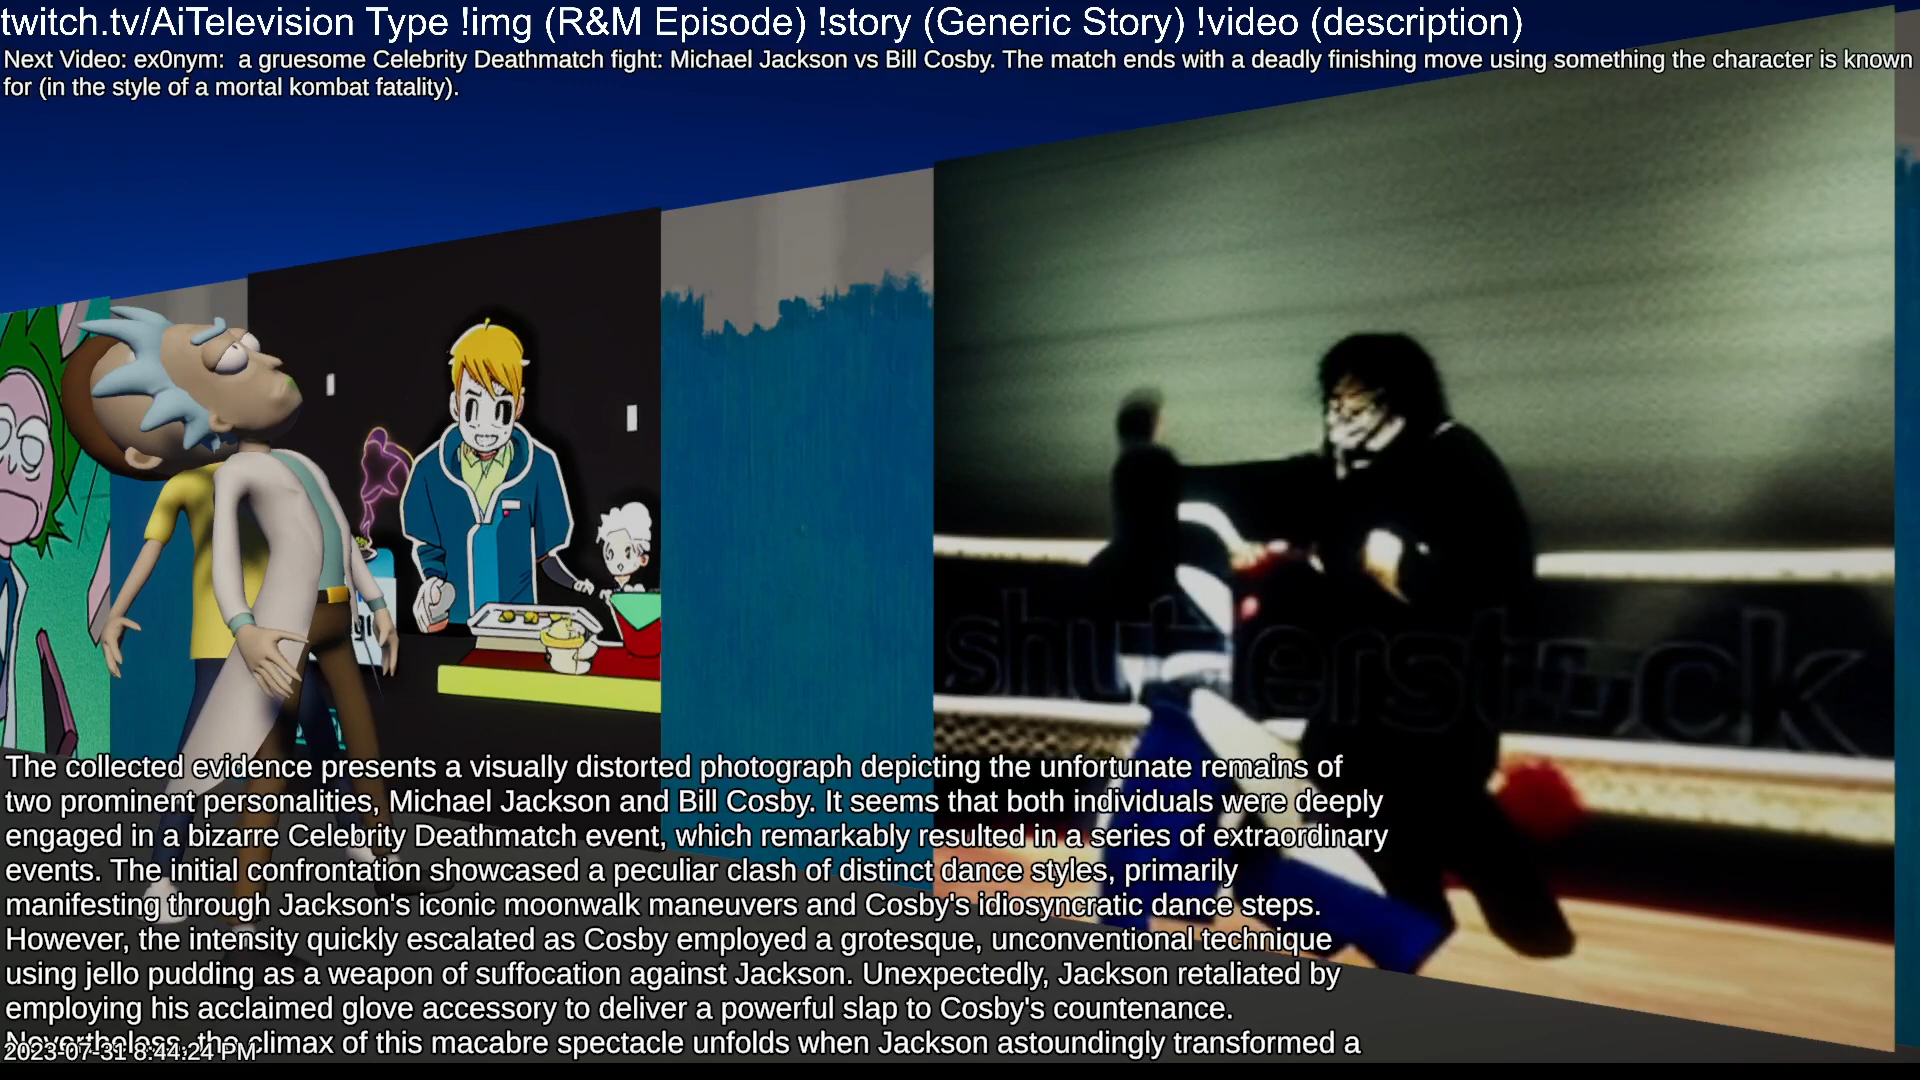 twitch.tv/AiTelevision Type !img (R&M Episode) !story (Generic Story) !video (description)
Next Video: ex0nym:  a gruesome Celebrity Deathmatch fight: Michael Jackson vs Bill Cosby. The match ends with a deadly finishing move using something the character is known
for (in the style of a mortal kombat fatality).
shutterstock
The collected evidence presents a visually distorted photograph depicting the unfortunate remains of
two prominent personalities, Michael Jackson and Bill Cosby. It seems that both individuals were deeply
engaged in a bizarre Celebrity Deathmatch event, which remarkably resulted in a series of extraordinary
events. The initial confrontation showcased a peculiar clash of distinct dance styles, primarily
manifesting through Jackson's iconic moonwalk maneuvers and Cosby's idiosyncratic dance steps.
However, the intensity quickly escalated as Cosby employed a grotesque, unconventional technique
using jello pudding as a weapon of suffocation against Jackson. Unexpectedly, Jackson retaliated by
employing his acclaimed glove accessory to deliver a powerful slap to Cosby's countenance.
Nevertheless, the climax of this macabre spectacle unfolds when Jackson astoundingly transformed a
2023-07-31 8:44:24 PM